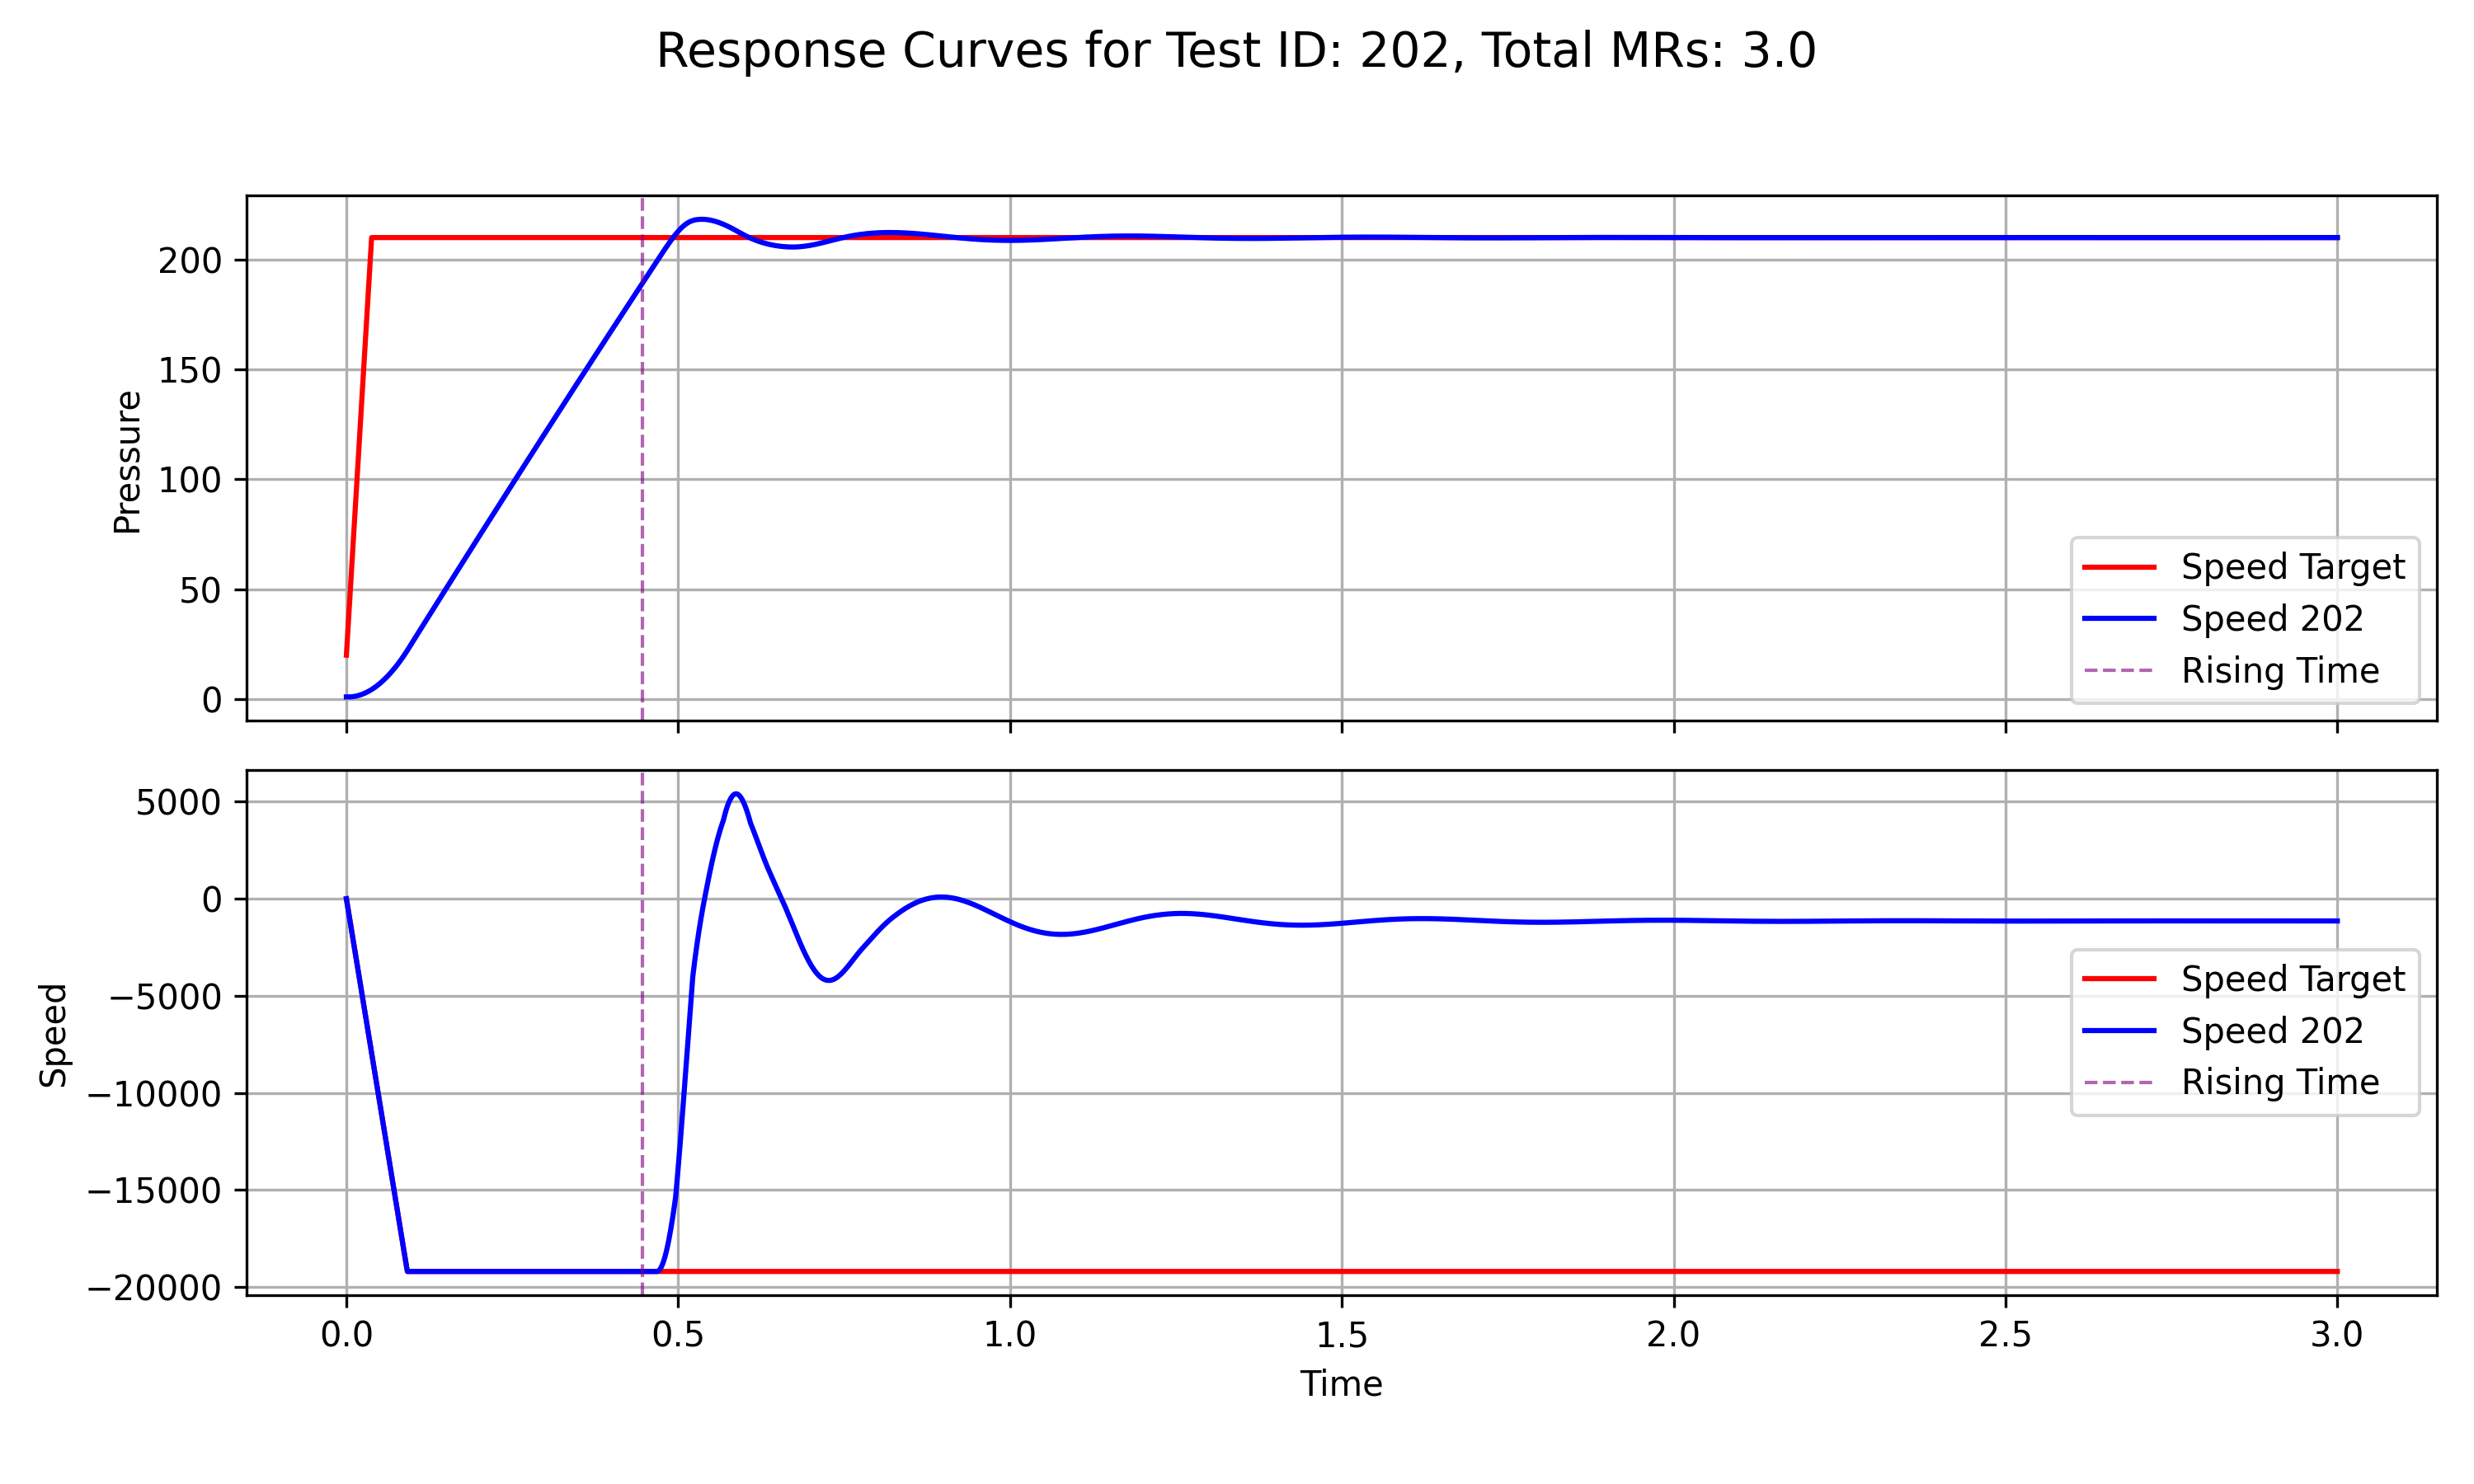 Response Curves for Test ID: 202, Total MRs: 3.0
200
150
100
50
0
Pressure
Speed Target
Speed 202
Rising Time
5000
0
−5000
−10000
−15000
−20000
Speed
Speed Target
Speed 202
Rising Time
0.0 0.5 1.0 1.5 2.0 2.5 3.0
Time